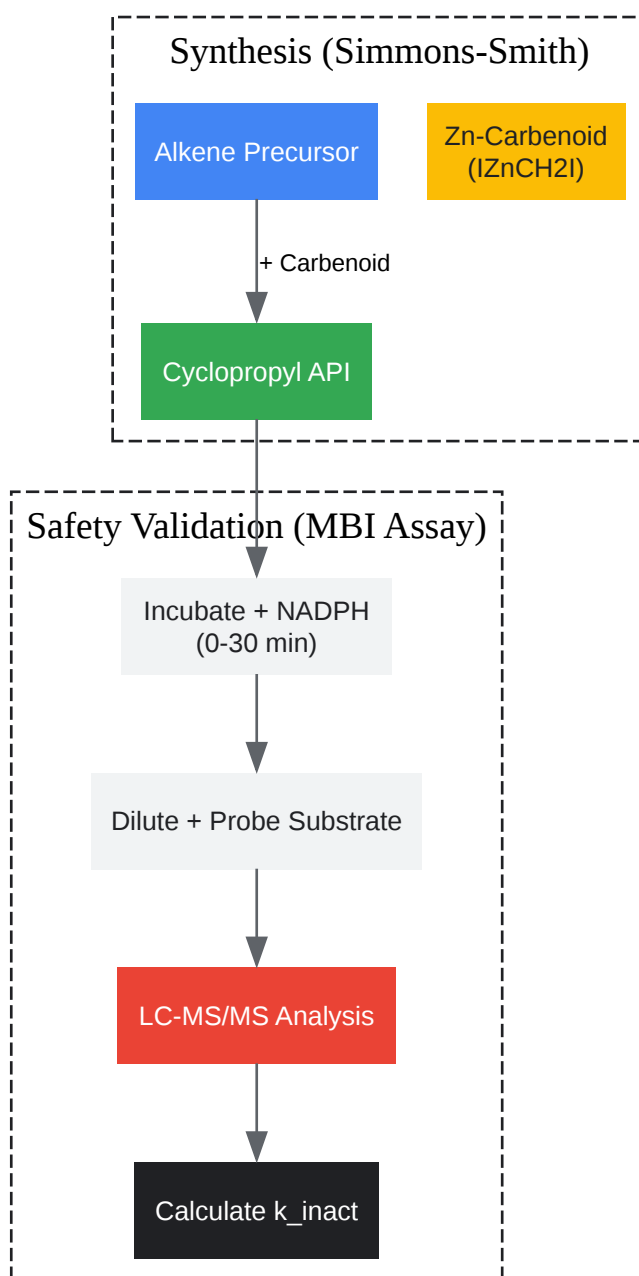 Synthesis (Simmons-Smith)
Alkene Precursor
Zn-Carbenoid
(IZnCH2I)
+ Carbenoid
Cyclopropyl API
Safety Validation (MBI Assay)
Incubate + NADPH
(0-30 min)
Dilute + Probe Substrate
LC-MS/MS Analysis
Calculate k_inact